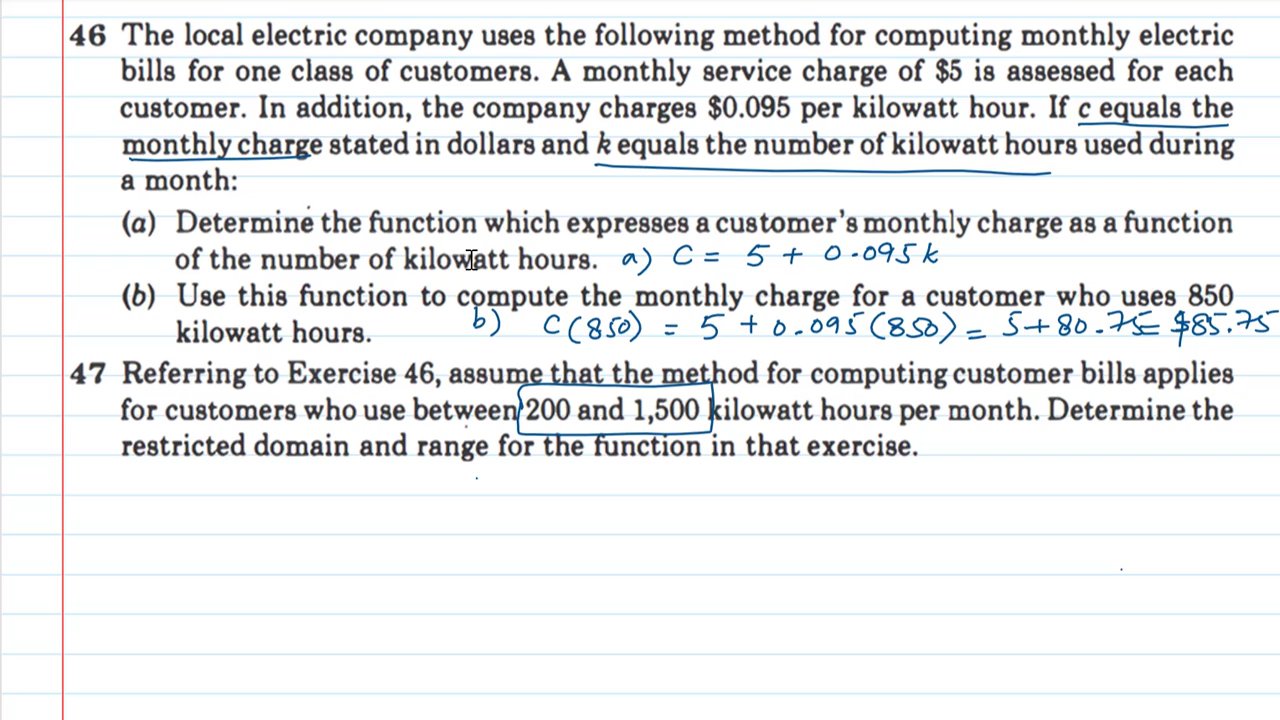 46 The local electric company uses the following method for computing monthly electric
bills for one class of customers. A monthly service charge of $5 is assessed for each
customer. In addition, the company charges $0.095 per kilowatt hour. If c equals the
monthly charge stated in dollars and k equals the number of kilowatt hours used during
a month:
(a) Determine the function which expresses a customer's monthly charge as a function
of the number of kilowatt hours. a) C = 5 + 0.095k
(b) Use this function to compute the monthly charge for a customer who uses 850
kilowatt hours. b) C(850) = 5 + 0.095(850) = 5+80.75= $85.75
47 Referring to Exercise 46, assume that the method for computing customer bills applies
for customers who use between 200 and 1,500 kilowatt hours per month. Determine the
restricted domain and range for the function in that exercise.